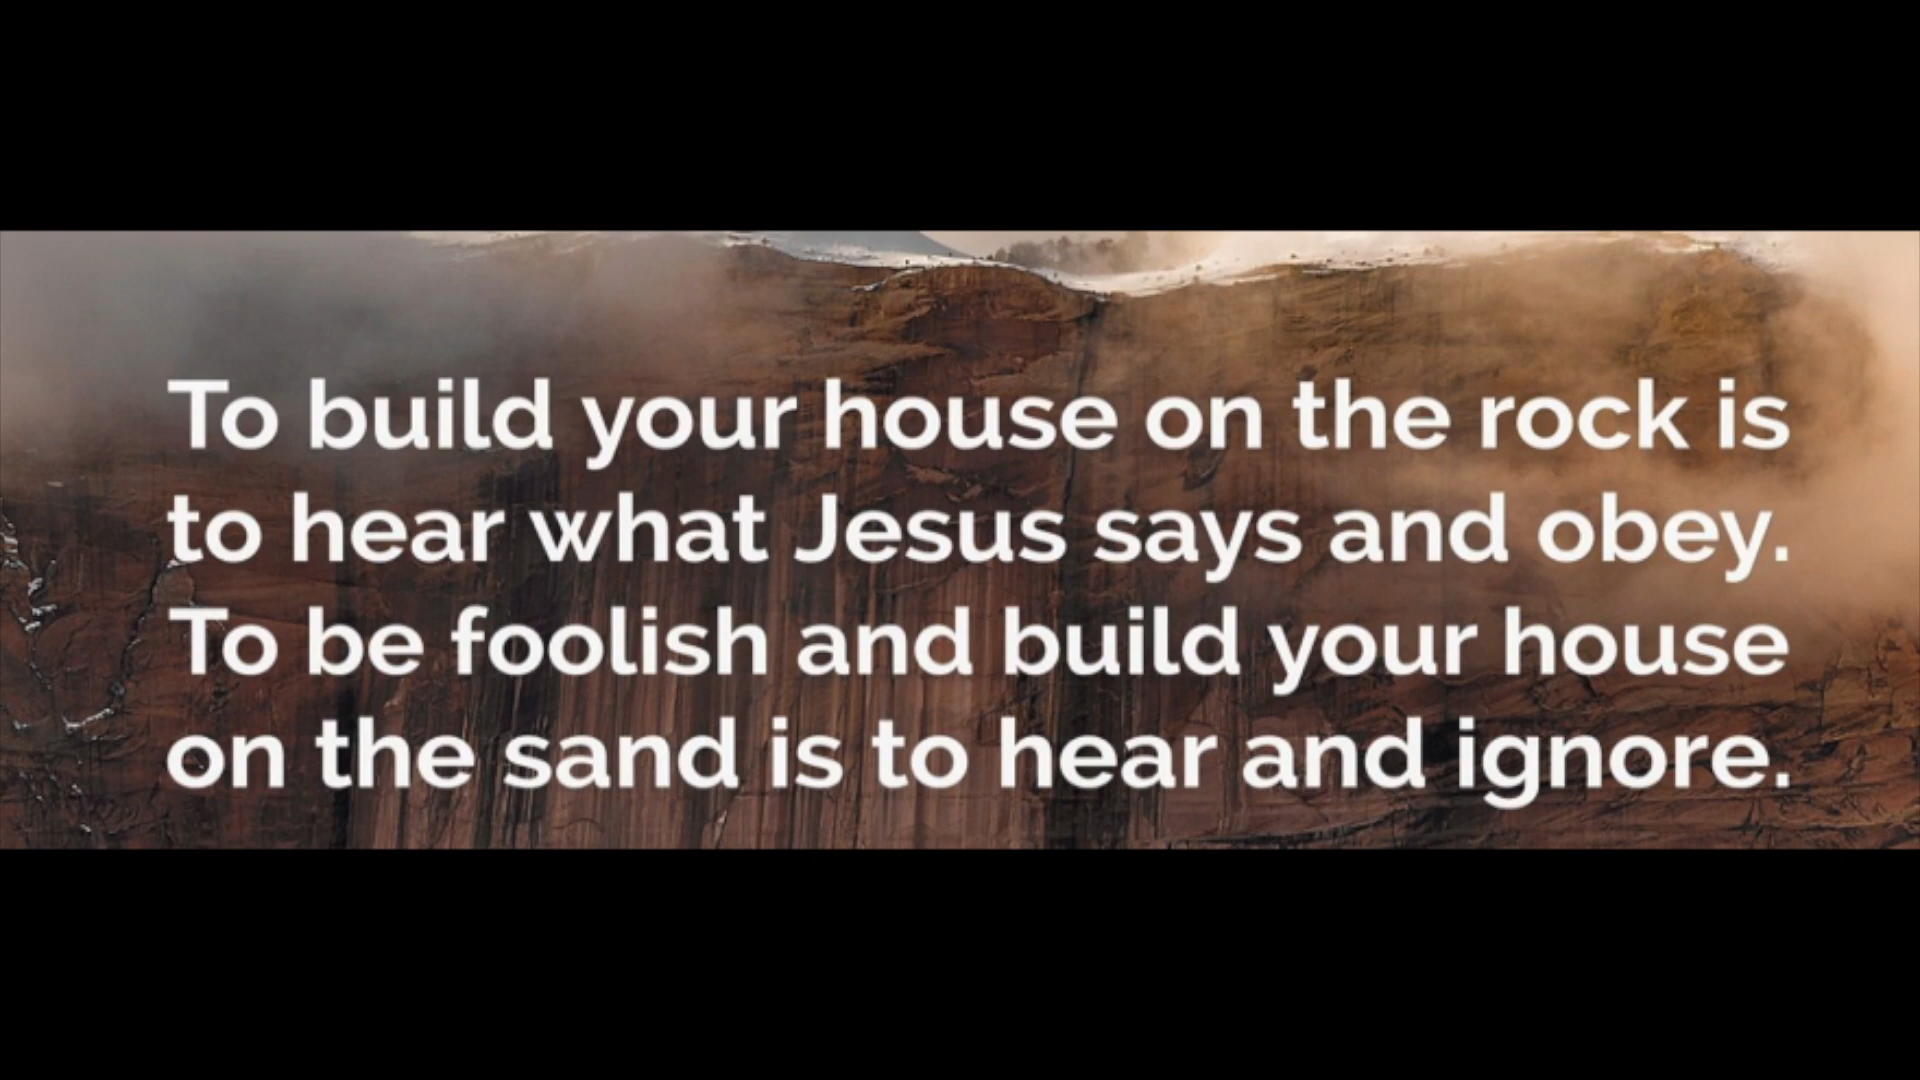 To build your house on the rock is
to hear what Jesus says and obey.
To be foolish and build your house
on the sand is to hear and ignore.